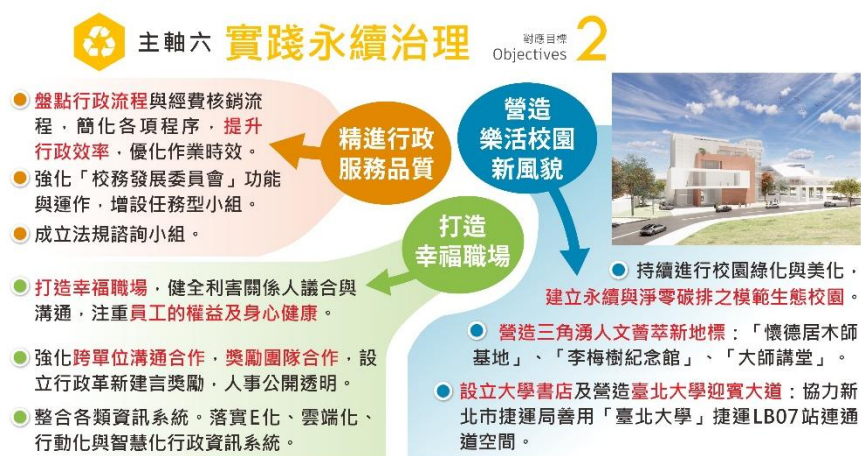 主軸六 實踐永續治理 對應目標 Objectives 2
精進行政
服務品質
盤點行政流程與經費核銷流
程，簡化各項程序，提升
行政效率，優化作業時效。
強化「校務發展委員會」功能
與運作，增設任務型小組。
成立法規諮詢小組。
打造
幸福職場
打造幸福職場，健全利害關係人議合與
溝通，注重員工的權益及身心健康。
強化跨單位溝通合作，獎勵團隊合作，設
立行政革新建言獎勵，人事公開透明。
整合各類資訊系統。落實E化、雲端化、
行動化與智慧化行政資訊系統。
營造
樂活校園
新風貌
持續進行校園綠化與美化，
建立永續與淨零碳排之模範生態校園。
營造三角湧人文薈萃新地標：「懷德居木師
基地」、「李梅樹紀念館」、「大師講堂」。
設立大學書店及營造臺北大學迎賓大道：協力新
北市捷運局善用「臺北大學」捷運LB07站連通
道空間。